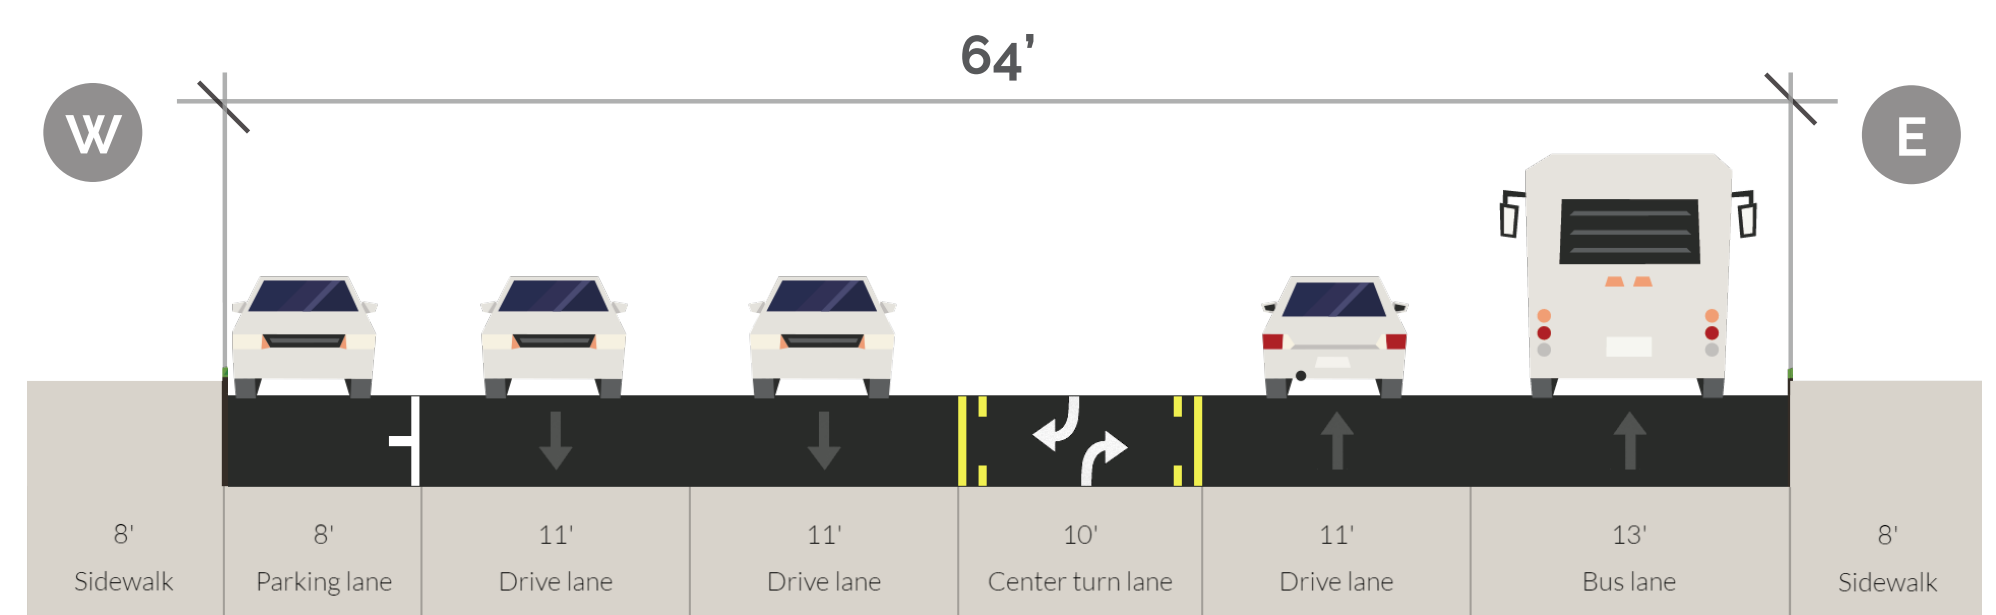 64’
W
E
8' 8' 11' 11' 10' 11' 13' 8'
Sidewalk Parking lane Drive lane Drive lane Center turn lane Drive lane Bus lane Sidewalk